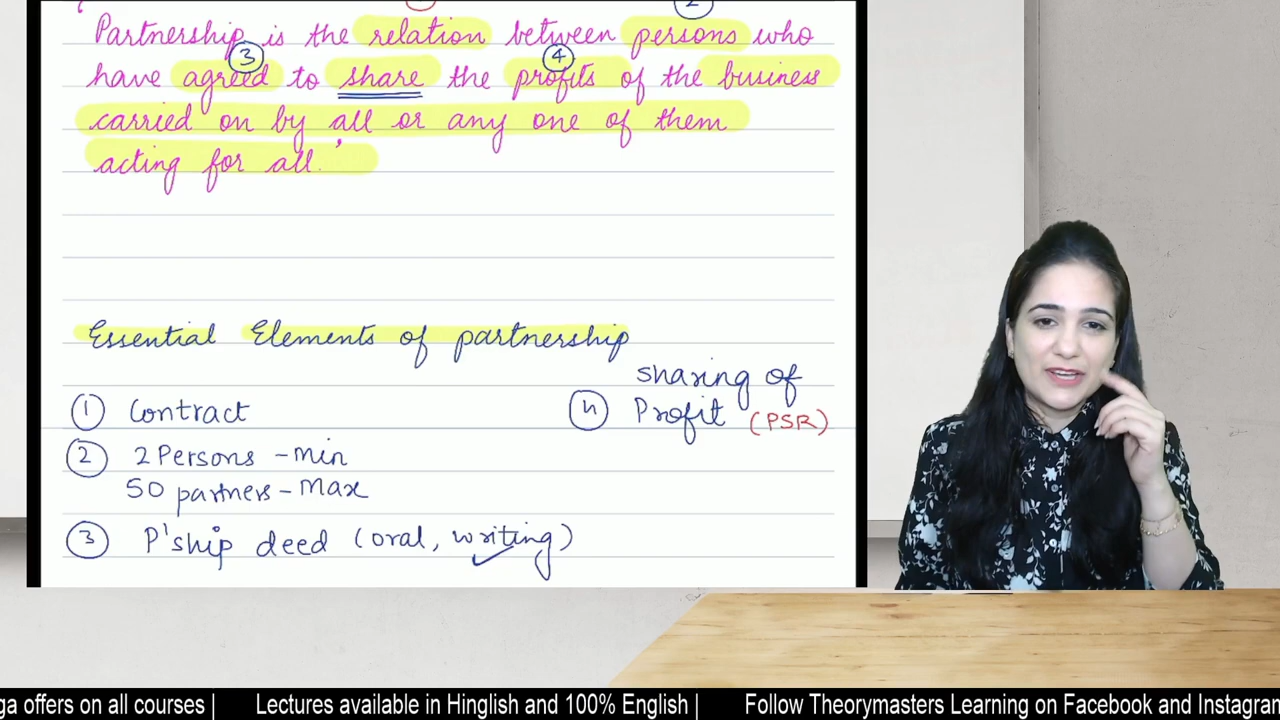 2
Partnership is the relation between persons who
3
4
have agreed to share the profits of the business
carried on by all or any one of them
acting for all.'
Essential Elements of partnership
1 Contract
2 2 Persons - Min
50 partners - Max
3 P'ship deed (oral, writing)
sharing of
Profit (PSR)
ga offers on all courses | Lectures available in Hinglish and 100% English | Follow Theorymasters Learning on Facebook and Instagran